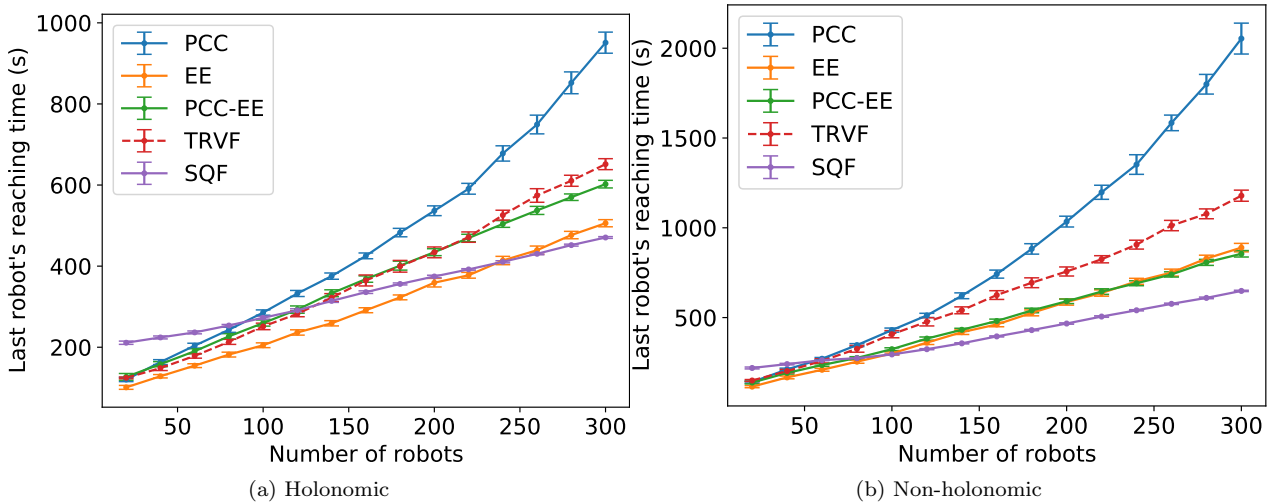 Last robot's reaching time (s)
1000
800
600
400
200
PCC
EE
PCC-EE
TRVF
SQF
50
100
150
200
250
300
Number of robots
(a) Holonomic
Last robot's reaching time (s)
2000
1500
1000
500
PCC
EE
PCC-EE
TRVF
SQF
50
100
150
200
250
300
Number of robots
(b) Non-holonomic